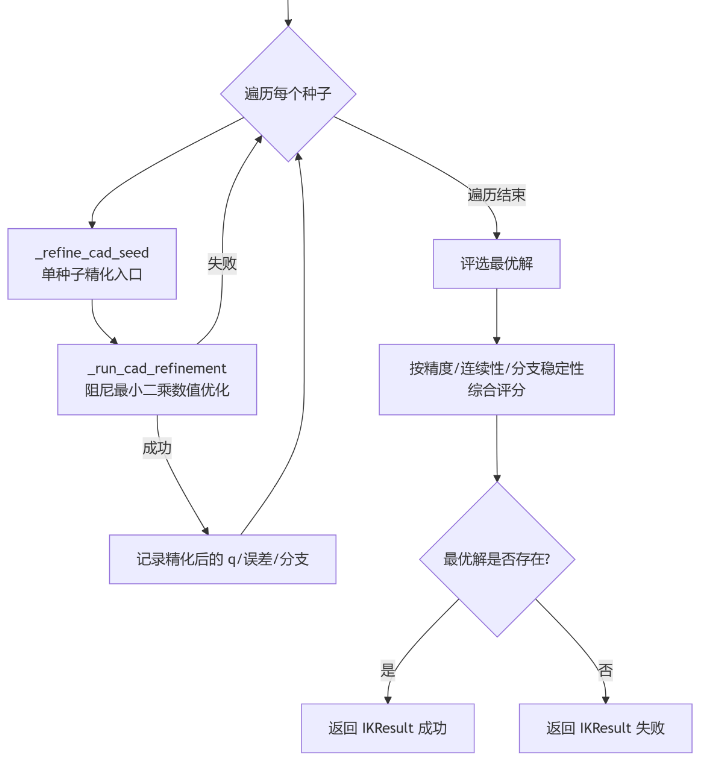 遍历每个种子
遍历结束
_refine_cad_seed
单种子精化入口
失败
评选最优解
_run_cad_refinement
阻尼最小二乘数值优化
按精度/连续性/分支稳定性
综合评分
成功
记录精化后的 q/误差/分支
最优解是否存在?
是
否
返回 IKResult 成功
返回 IKResult 失败